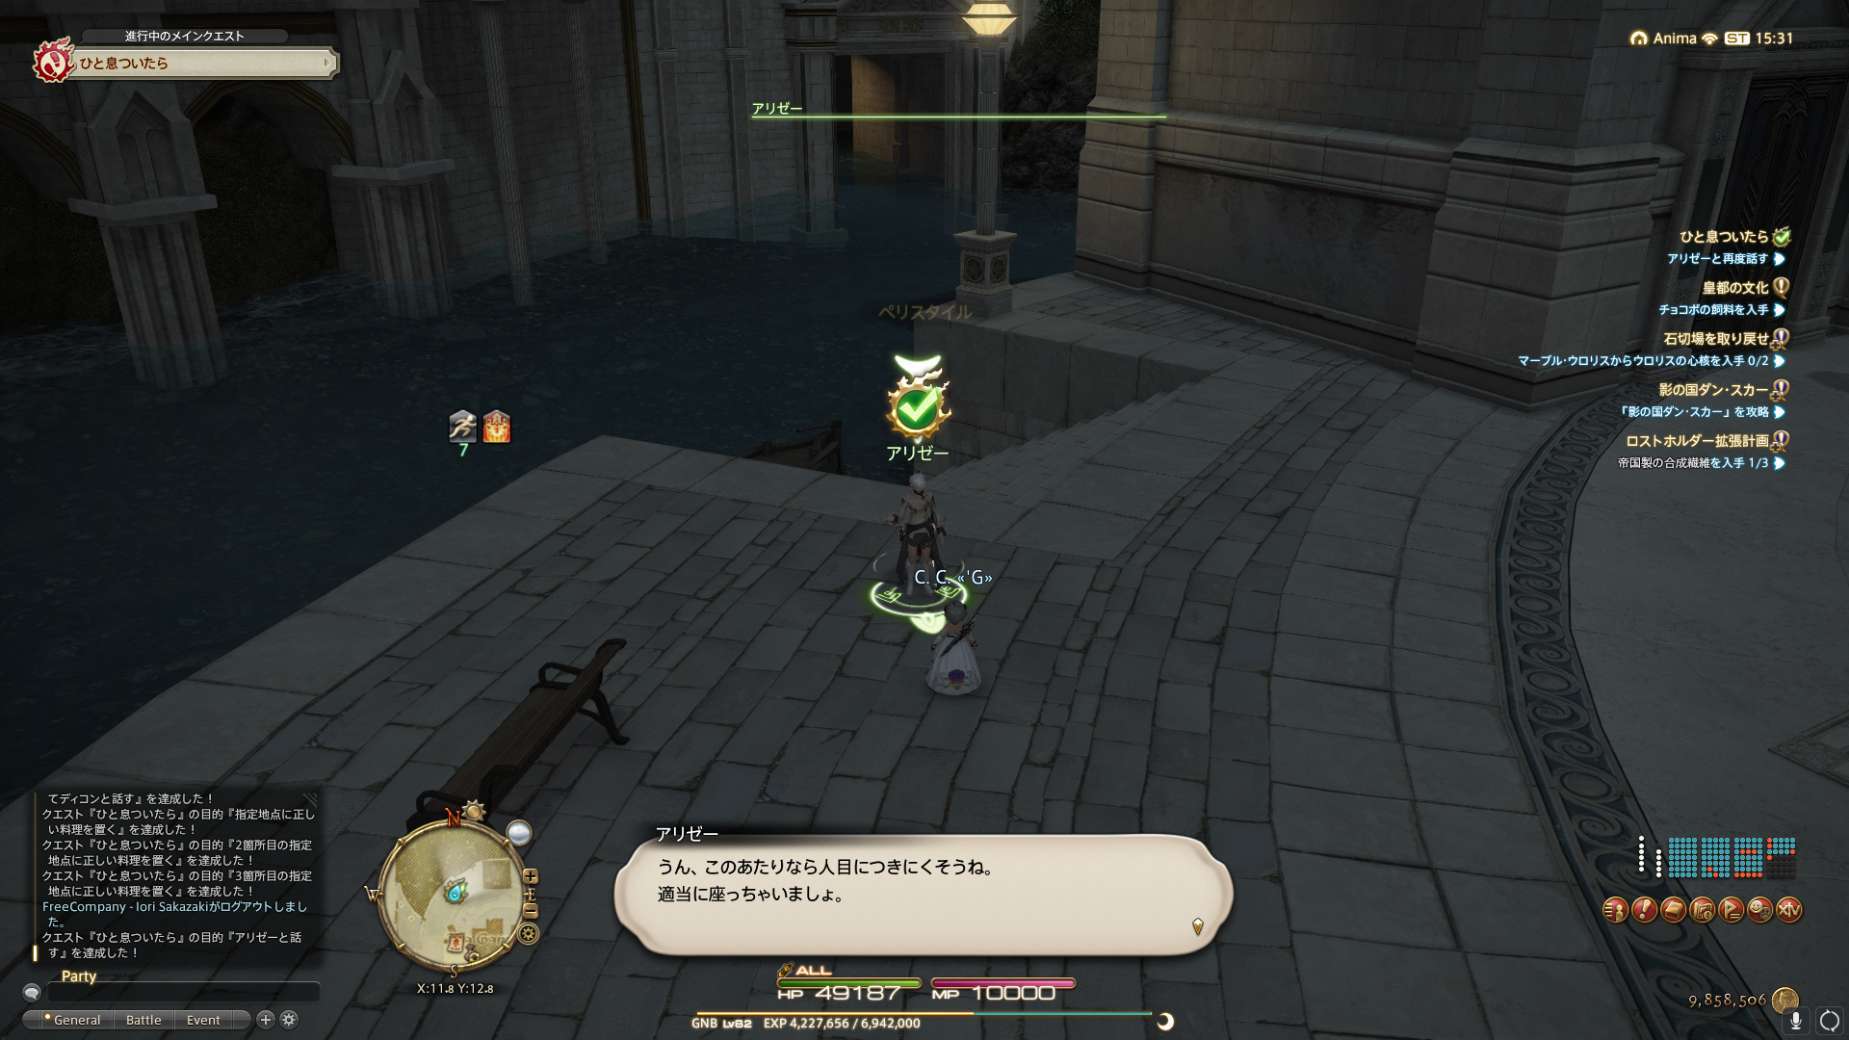 進行中のメインクエスト
ひと息ついたら
Anima ST 15:31
アリゼー
ひと息ついたら
アリゼーと再度話す
皇都の文化
チョコボの飼料を入手
石切場を取り戻せ
マーブル・ウロリスからウロリスの心核を入手 0/2
影の国ダン・スカー
「影の国ダン・スカー」を攻略
ロストホルダー拡張計画
帝国製の合成繊維を入手 1/3
ペリスタイル
7
アリゼー
C. C. «'G»
てディコンと話す』を達成した！
クエスト『ひと息ついたら』の目的『指定地点に正し
い料理を置く』を達成した！
クエスト『ひと息ついたら』の目的『2箇所目の指定
地点に正しい料理を置く』を達成した！
クエスト『ひと息ついたら』の目的『3箇所目の指定
地点に正しい料理を置く』を達成した！
FreeCompany - Iori Sakazakiがログアウトしまし
た。
クエスト『ひと息ついたら』の目的『アリゼーと話
す』を達成した！
Party
General Battle Event
N
W
E
S
X:11.8 Y:12.8
アリゼー
うん、このあたりなら人目につきにくそうね。
適当に座っちゃいましょ。
ALL
HP 49187 MP 10000
GNB Lv82 EXP 4,227,656 / 6,942,000
XIV
9,858,506